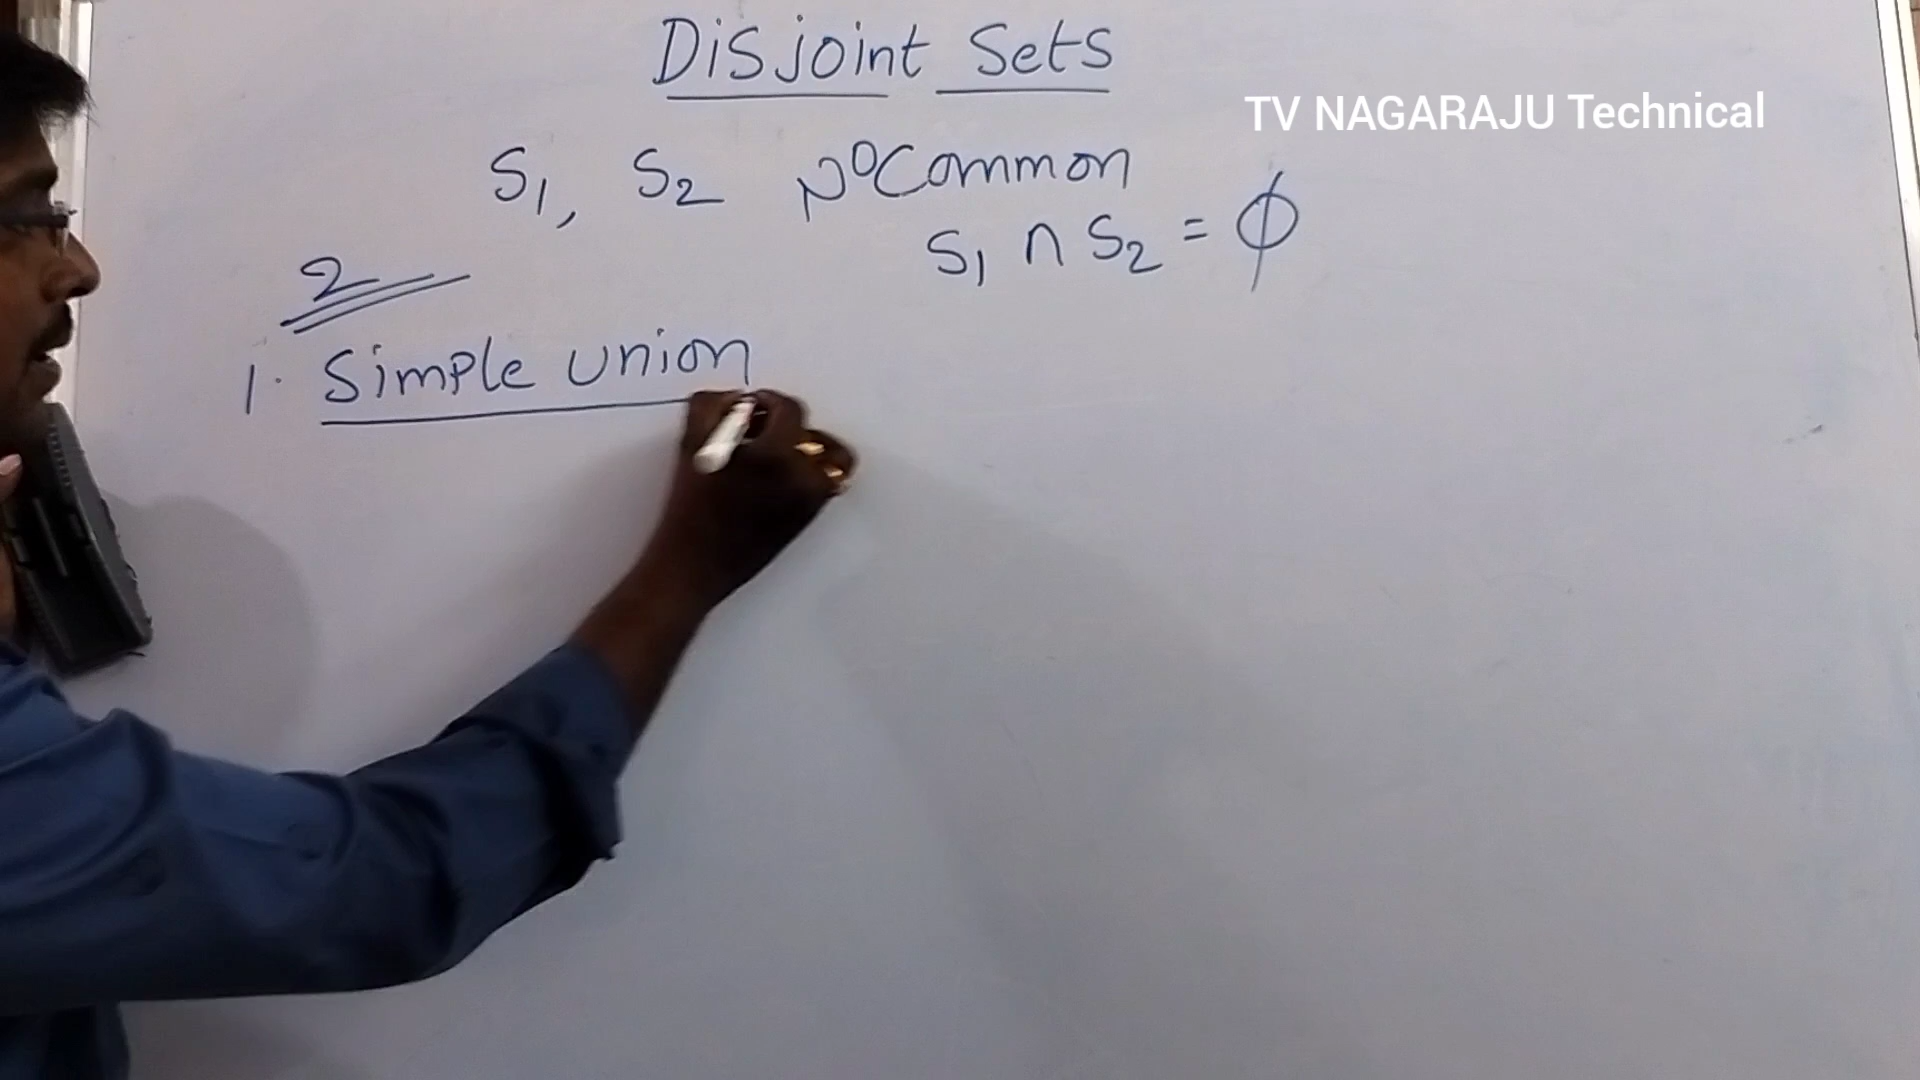 Disjoint Sets
TV NAGARAJU Technical
S₁, S₂ No Common
S₁ ∩ S₂ = ϕ
2
1. Simple union